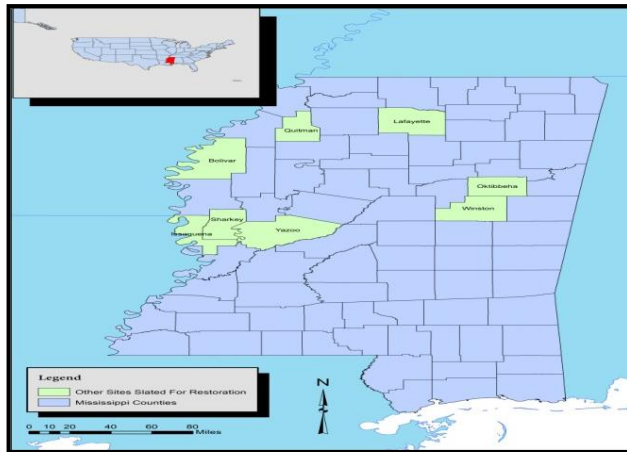 Lafayette
Quitman
Bolivar
Oktibbeha
Winston
Sharkey
Issaquena
Yazoo
Legend
Other Sites Slated For Restoration
Mississippi Counties
N
0 10 20 40 60 80
Miles